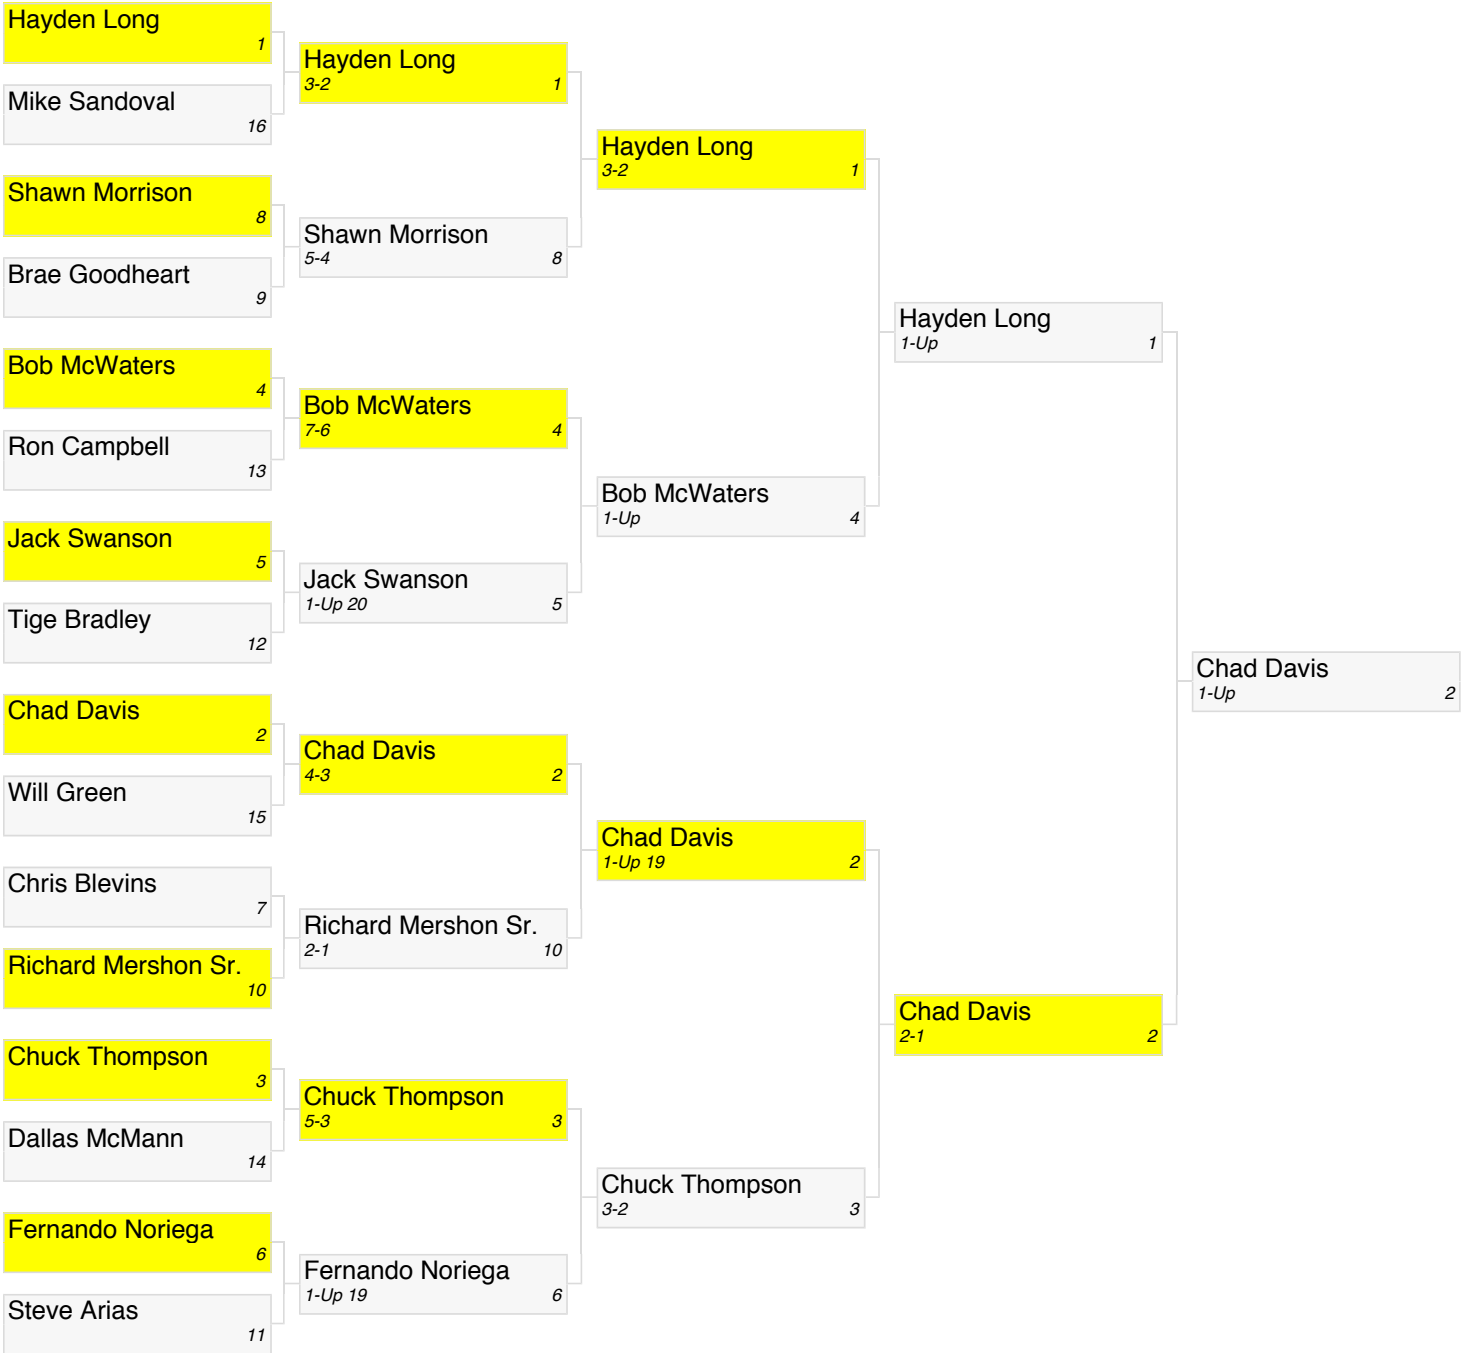 Hayden Long
1
Mike Sandoval
16
Shawn Morrison
8
Brae Goodheart
9
Bob McWaters
4
Ron Campbell
13
Jack Swanson
5
Tige Bradley
12
Chad Davis
2
Will Green
15
Chris Blevins
7
Richard Mershon Sr.
10
Chuck Thompson
3
Dallas McMann
14
Fernando Noriega
6
Steve Arias
11
Hayden Long
3-2 1
Shawn Morrison
5-4 8
Bob McWaters
7-6 4
Jack Swanson
1-Up 20 5
Chad Davis
4-3 2
Richard Mershon Sr.
2-1 10
Chuck Thompson
5-3 3
Fernando Noriega
1-Up 19 6
Hayden Long
3-2 1
Bob McWaters
1-Up 4
Chad Davis
1-Up 19 2
Chuck Thompson
3-2 3
Hayden Long
1-Up 1
Chad Davis
2-1 2
Chad Davis
1-Up 2